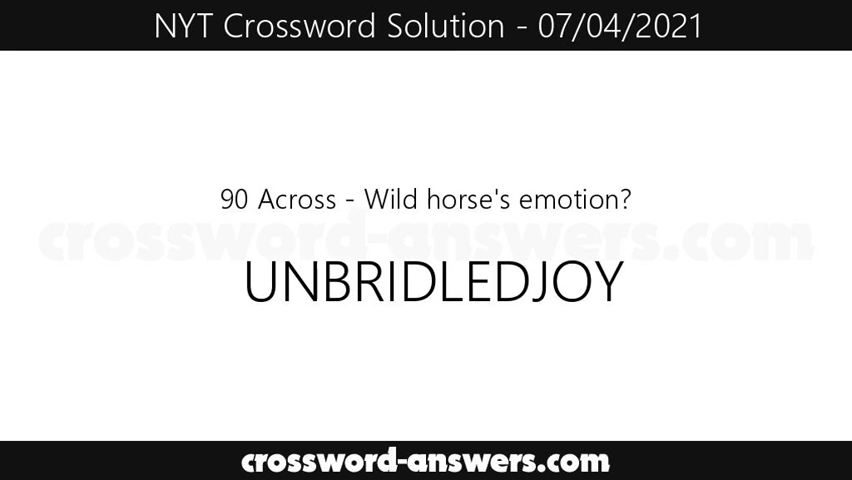 NYT Crossword Solution - 07/04/2021
90 Across - Wild horse's emotion?
crossword-answers.com
UNBRIDLEDJOY
crossword-answers.com